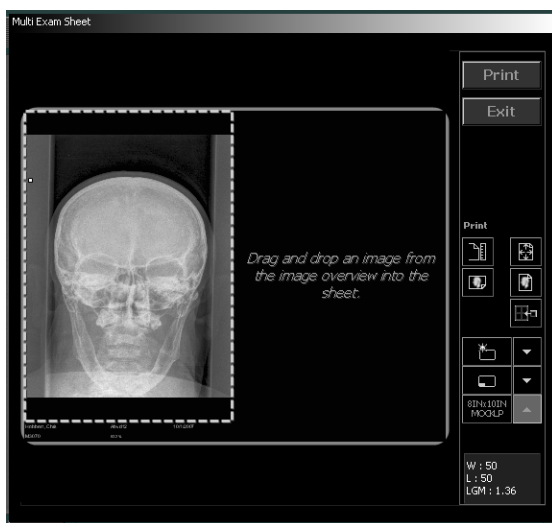 Multi Exam Sheet
Print
Exit
Drag and drop an image from
the image overview into the
sheet.
Print
8INx10IN
MOCKLP
W : 50
L : 50
LGM : 1.36